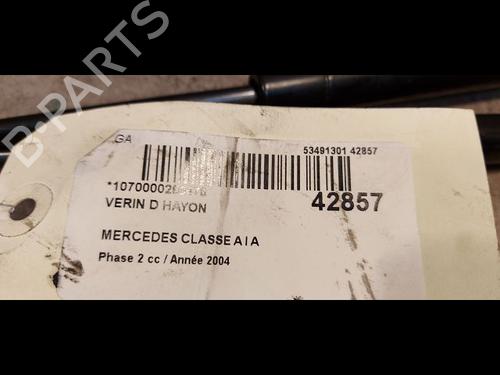 GA
53491301 42857
VERIN D HAYON
42857
MERCEDES CLASSE A I A
Phase 2 cc / Année 2004
B-PARTS